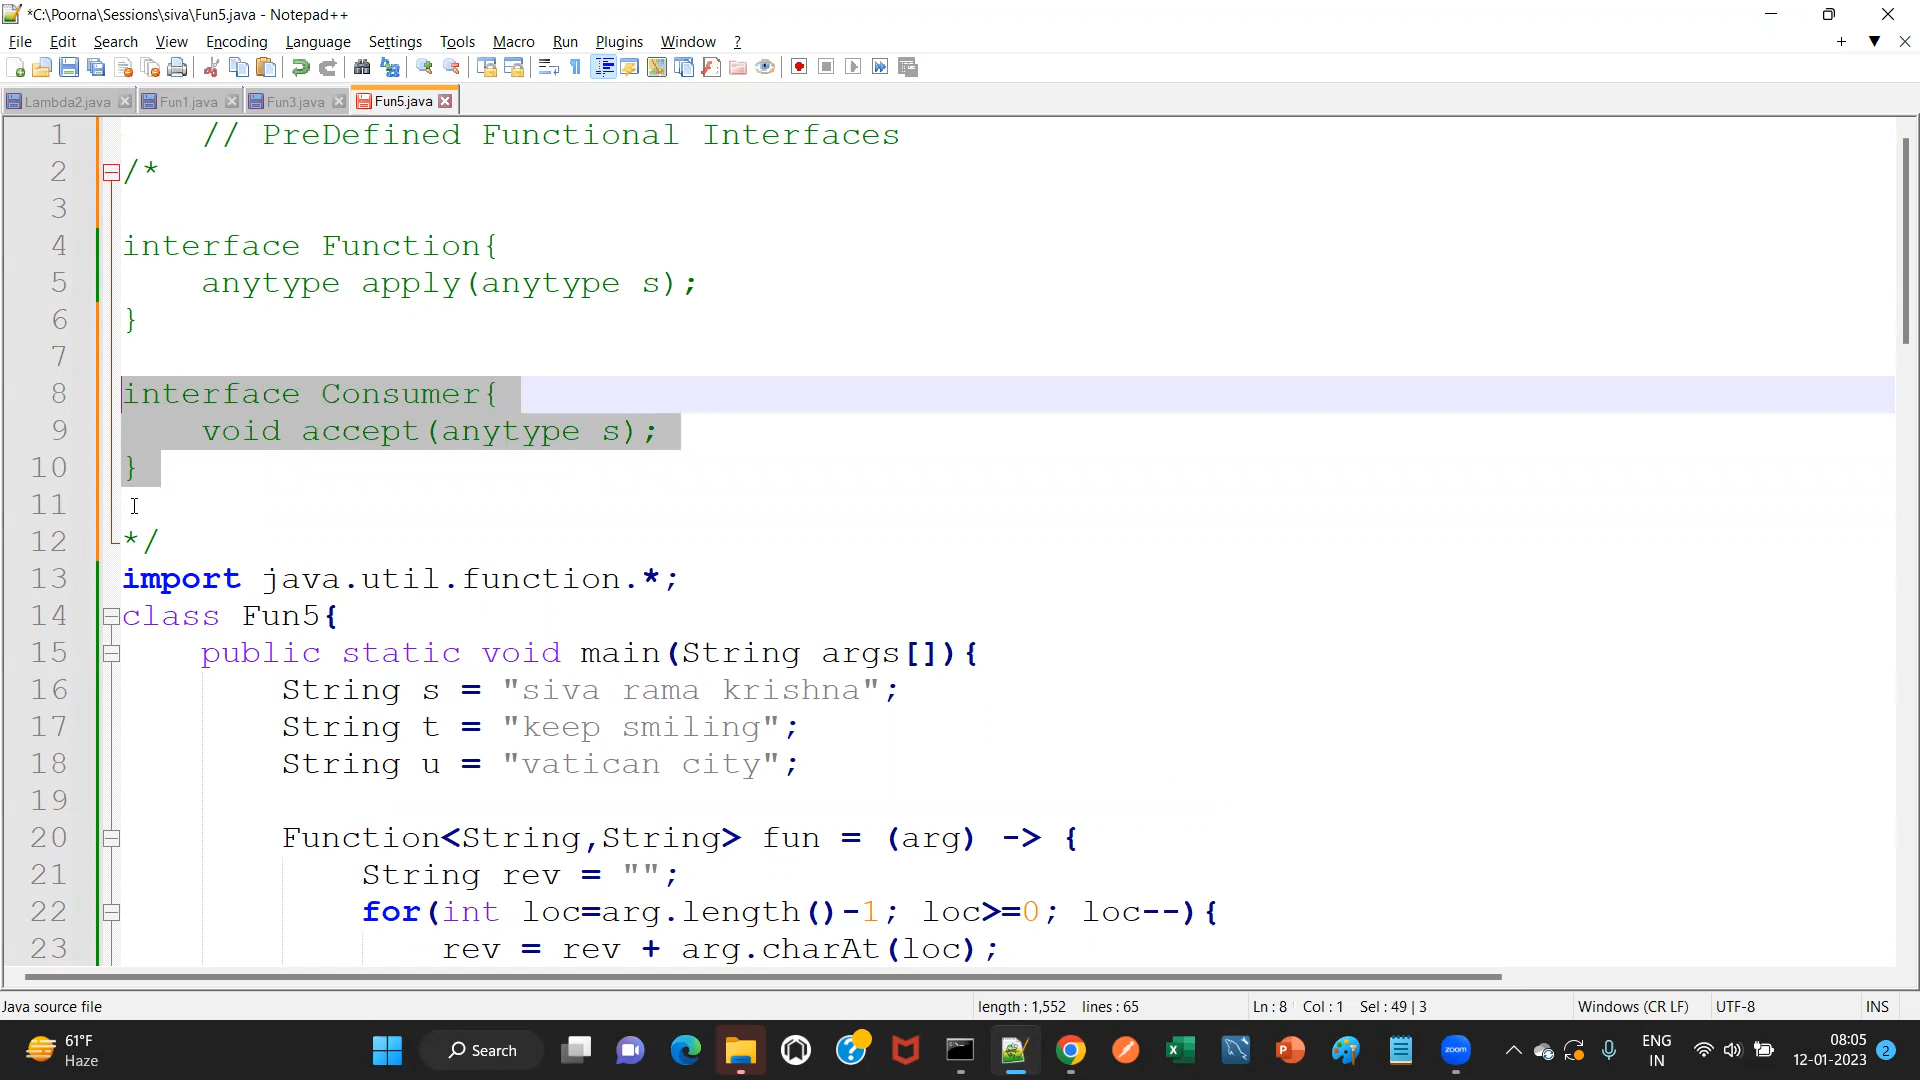 *C:\Poorna\Sessions\siva\Fun5.java - Notepad++
File Edit Search View Encoding Language Settings Tools Macro Run Plugins Window ?
Lambda2.java Fun1.java Fun3.java Fun5.java
1 // PreDefined Functional Interfaces
2 /*
3
4 interface Function{
5 anytype apply(anytype s);
6 }
7
8 interface Consumer{
9 void accept(anytype s);
10 }
11
12 */
13 import java.util.function.*;
14 class Fun5{
15 public static void main(String args[]){
16 String s = "siva rama krishna";
17 String t = "keep smiling";
18 String u = "vatican city";
19
20 Function<String,String> fun = (arg) -> {
21 String rev = "";
22 for(int loc=arg.length()-1; loc>=0; loc--){
23 rev = rev + arg.charAt(loc);
Java source file length : 1,552 lines : 65 Ln : 8 Col : 1 Sel : 49 | 3 Windows (CR LF) UTF-8 INS
61°F
Haze
Search
zoom
ENG
IN
08:05
12-01-2023
2